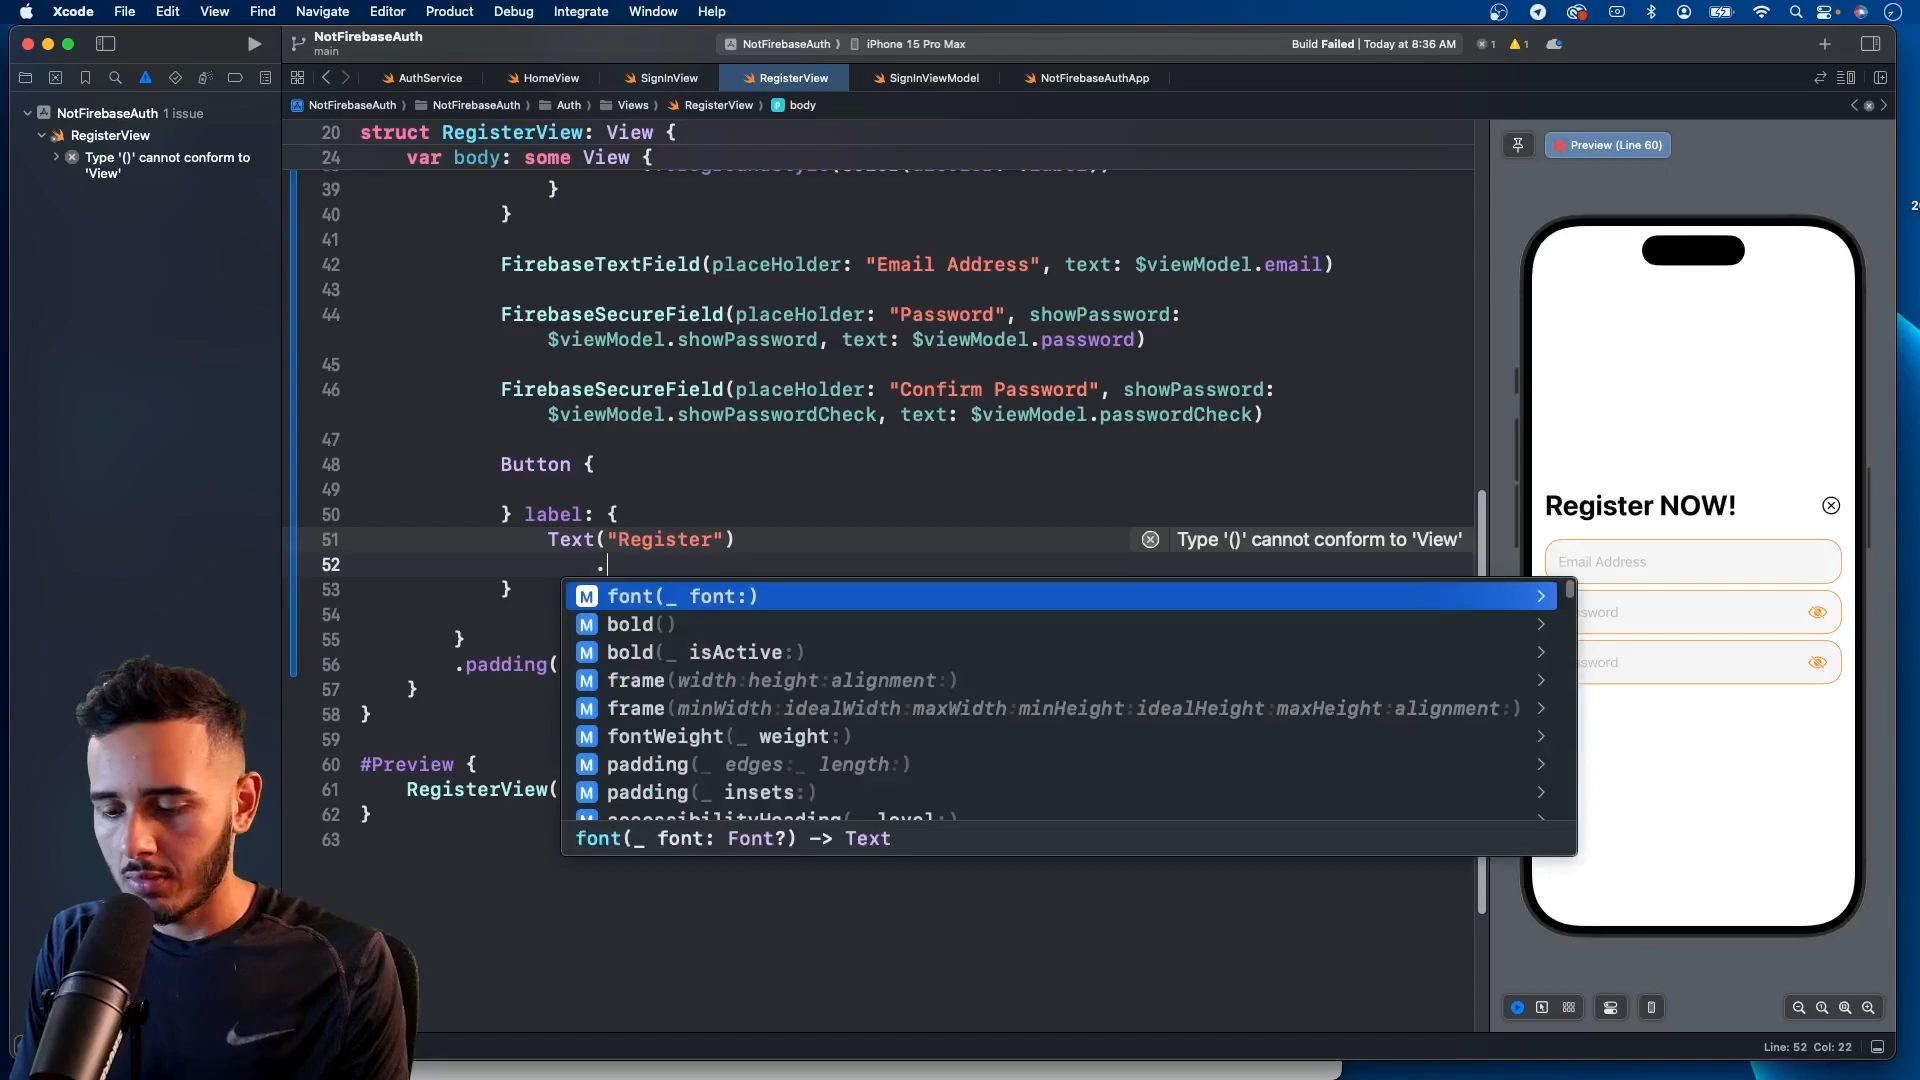 Xcode File Edit View Find Navigate Editor Product Debug Integrate Window Help
NotFirebaseAuth
main
NotFirebaseAuth iPhone 15 Pro Max
Build Failed | Today at 8:36 AM 1 1
AuthService HomeView SignInView RegisterView SignInViewModel NotFirebaseAuthApp
NotFirebaseAuth NotFirebaseAuth Auth Views RegisterView body
NotFirebaseAuth 1 issue
RegisterView
Type '()' cannot conform to
'View'
20 struct RegisterView: View {
24 var body: some View {
39 }
40 }
41
42 FirebaseTextField(placeHolder: "Email Address", text: $viewModel.email)
43
44 FirebaseSecureField(placeHolder: "Password", showPassword:
$viewModel.showPassword, text: $viewModel.password)
45
46 FirebaseSecureField(placeHolder: "Confirm Password", showPassword:
$viewModel.showPasswordCheck, text: $viewModel.passwordCheck)
47
48 Button {
49
50 } label: {
51 Text("Register") Type '()' cannot conform to 'View'
52 .
53 }
54
55 }
56 .padding(
57 }
58 }
59
60 #Preview {
61 RegisterView(
62 }
63
M font(_ font:)
M bold()
M bold(_ isActive:)
M frame(width:height:alignment:)
M frame(minWidth:idealWidth:maxWidth:minHeight:idealHeight:maxHeight:alignment:)
M fontWeight(_ weight:)
M padding(_ edges:_ length:)
M padding(_ insets:)
font(_ font: Font?) -> Text
Preview (Line 60)
Register NOW!
Email Address
ssword
ssword
Line: 52 Col: 22